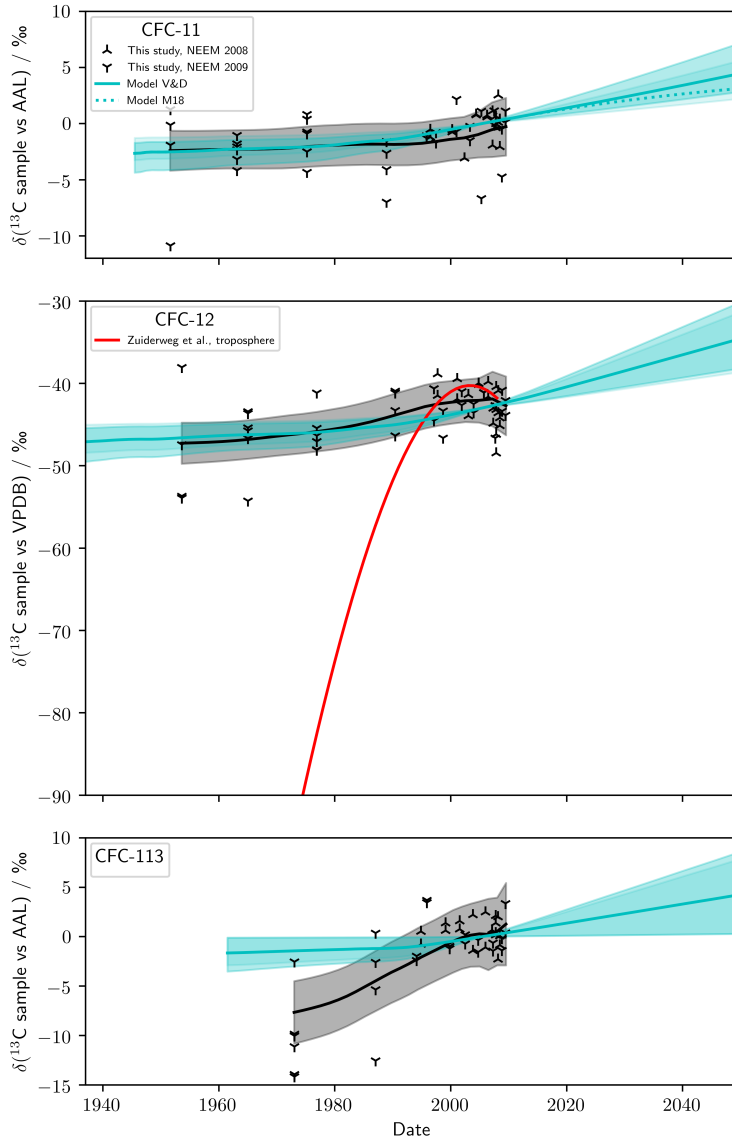 10
5
0
−5
−10
δ(¹³C sample vs AAL) / ‰
CFC-11
This study, NEEM 2008
This study, NEEM 2009
Model V&D
Model M18
−30
−40
−50
−60
−70
−80
−90
δ(¹³C sample vs VPDB) / ‰
CFC-12
Zuiderweg et al., troposphere
10
5
0
−5
−10
−15
δ(¹³C sample vs AAL) / ‰
CFC-113
1940 1960 1980 2000 2020 2040
Date